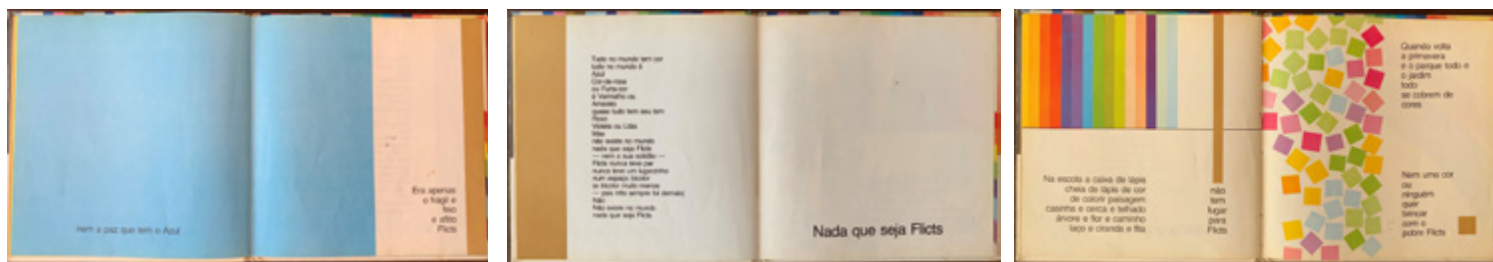 nem a paz que tem o Azul
Era apenas
o frágil e
feio
e aflito
Flicts
Tudo no mundo tem cor
tudo no mundo é
Azul
Cor-de-rosa
ou Furta-cor
é Vermelho ou
Amarelo
quase tudo tem seu tom
Roxo
Violeta ou Lilás
Mas
não existe no mundo
nada que seja Flicts
— nem a sua solidão —
Flicts nunca teve par
nunca teve um lugarzinho
num espaço bicolor
(e tricolor muito menos
— pois três sempre foi demais)
Não
Não existe no mundo
nada que seja Flicts
Nada que seja Flicts
Na escola a caixa de lápis
cheia de lápis de cor
de colorir paisagem
casinha e cerca e telhado
árvore e flor e caminho
laço e ciranda e fita
não
tem
lugar
para
Flicts
Quando volta
a primavera
e o parque todo e
o jardim
todo
se cobrem de
cores
Nem uma cor
ou
ninguém
quer
brincar
com o
pobre Flicts